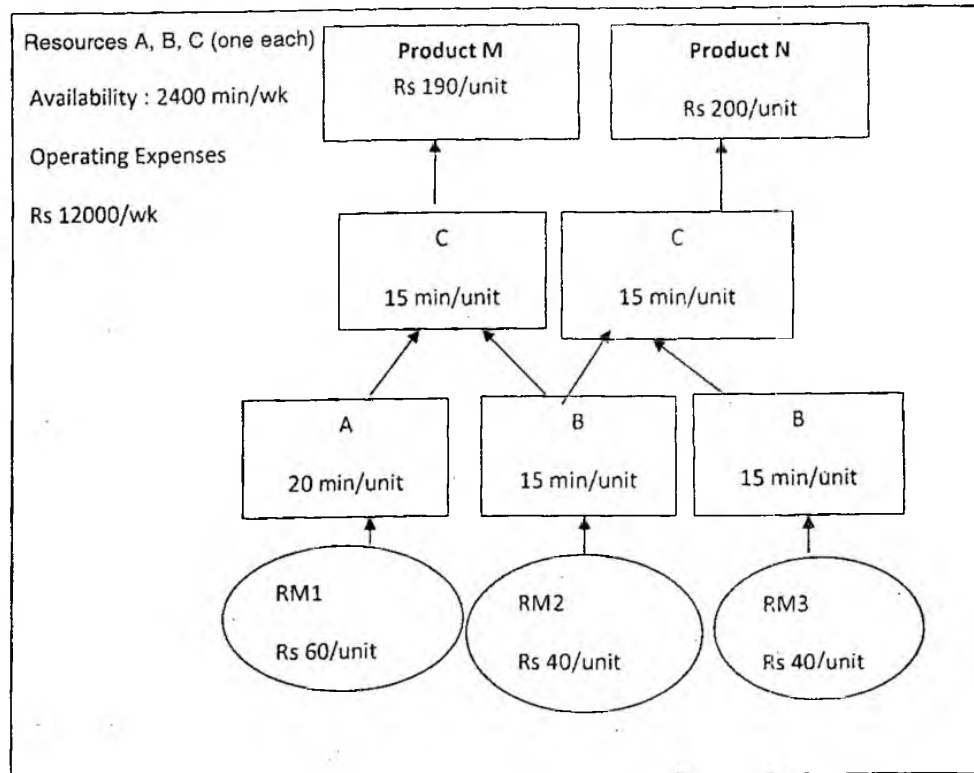 Resources A, B, C (one each)
Availability : 2400 min/wk
Operating Expenses
Rs 12000/wk
Product M
Rs 190/unit
Product N
Rs 200/unit
C
15 min/unit
C
15 min/unit
A
20 min/unit
B
15 min/unit
B
15 min/unit
RM1
Rs 60/unit
RM2
Rs 40/unit
RM3
Rs 40/unit